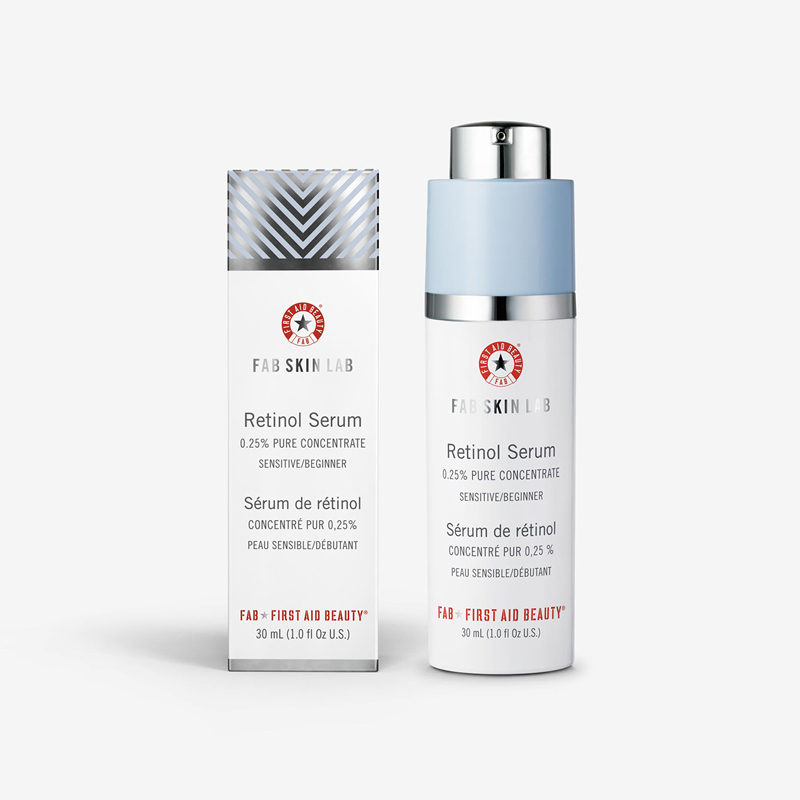 FIRST AID BEAUTY®
FAB
FAB SKIN LAB
Retinol Serum
0.25% PURE CONCENTRATE
SENSITIVE/BEGINNER
Sérum de rétinol
CONCENTRÉ PUR 0,25%
PEAU SENSIBLE/DÉBUTANT
FAB FIRST AID BEAUTY®
30 mL (1.0 fl Oz U.S.)
FIRST AID BEAUTY®
FAB
FAB SKIN LAB
Retinol Serum
0.25% PURE CONCENTRATE
SENSITIVE/BEGINNER
Sérum de rétinol
CONCENTRÉ PUR 0,25 %
PEAU SENSIBLE/DÉBUTANT
FAB FIRST AID BEAUTY®
30 mL (1.0 fl Oz U.S.)